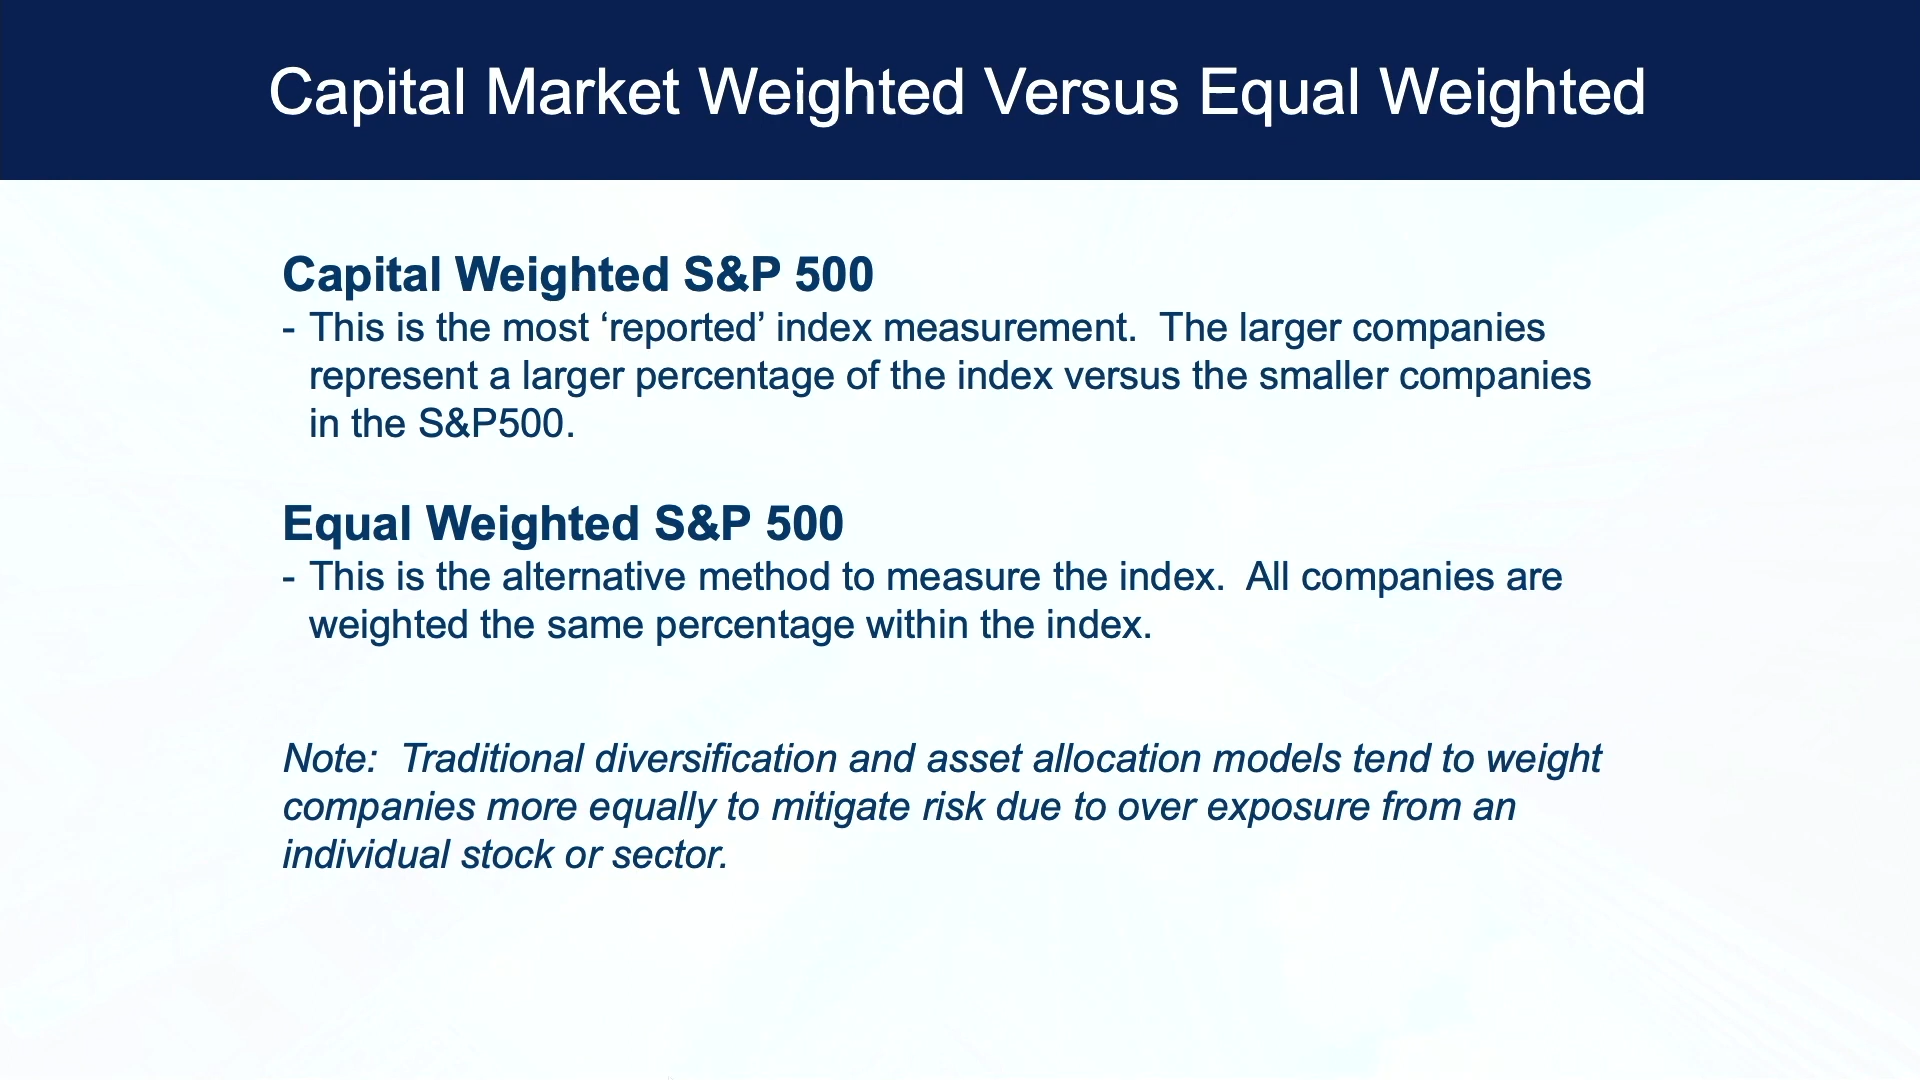 Capital Market Weighted Versus Equal Weighted
Capital Weighted S&P 500
- This is the most ‘reported’ index measurement.  The larger companies
represent a larger percentage of the index versus the smaller companies
in the S&P500.
Equal Weighted S&P 500
- This is the alternative method to measure the index.  All companies are
weighted the same percentage within the index.
Note:  Traditional diversification and asset allocation models tend to weight
companies more equally to mitigate risk due to over exposure from an
individual stock or sector.